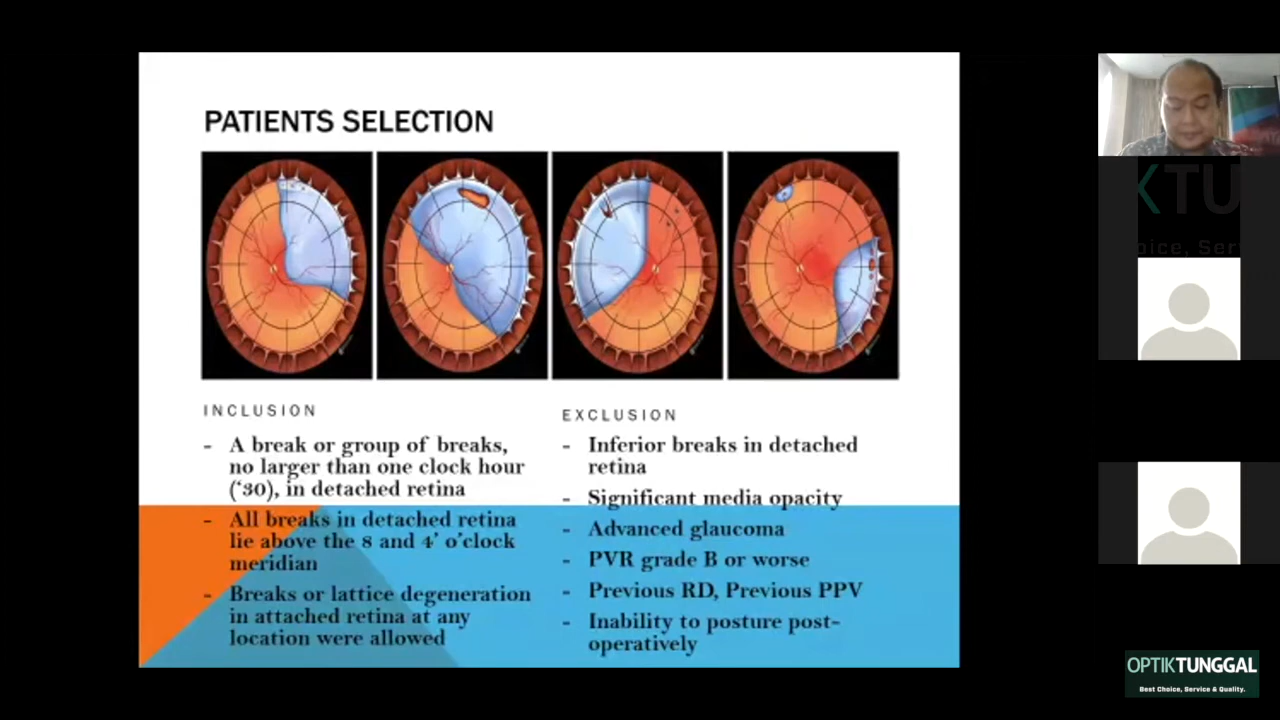 PATIENTS SELECTION
INCLUSION
- A break or group of breaks,
no larger than one clock hour
('30), in detached retina
- All breaks in detached retina
lie above the 8 and 4' o'clock
meridian
- Breaks or lattice degeneration
in attached retina at any
location were allowed
EXCLUSION
- Inferior breaks in detached
retina
- Significant media opacity
- Advanced glaucoma
- PVR grade B or worse
- Previous RD, Previous PPV
- Inability to posture post-
operatively
KTU
oice, Ser
OPTIKTUNGGAL
Best Choice, Service & Quality.